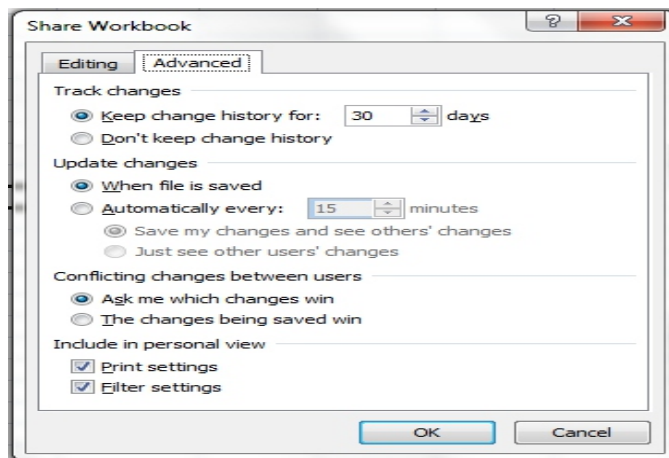 Share Workbook
Editing Advanced
Track changes
Keep change history for: 30 days
Don't keep change history
Update changes
When file is saved
Automatically every: 15 minutes
Save my changes and see others' changes
Just see other users' changes
Conflicting changes between users
Ask me which changes win
The changes being saved win
Include in personal view
Print settings
Filter settings
OK Cancel